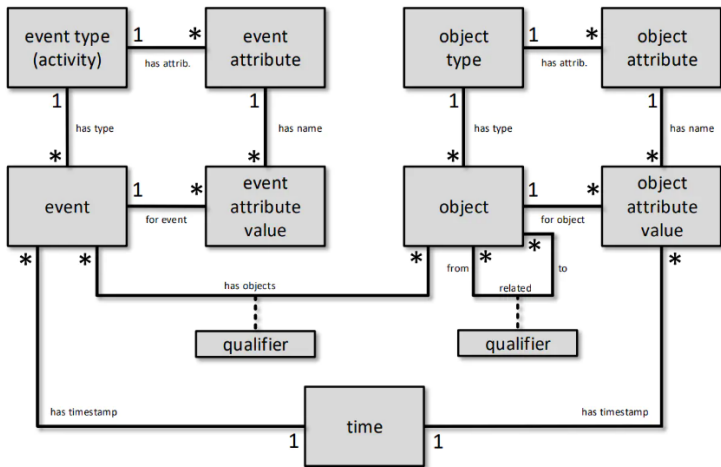 event type
(activity)
1
*
has attrib.
event
attribute
object
type
1
*
has attrib.
object
attribute
1
has type
*
1
has name
*
1
has type
*
1
has name
*
event
1
*
for event
event
attribute
value
object
1
*
for object
object
attribute
value
*
*
*
*
*
*
from
to
related
has objects
qualifier
qualifier
has timestamp
has timestamp
time
1
1